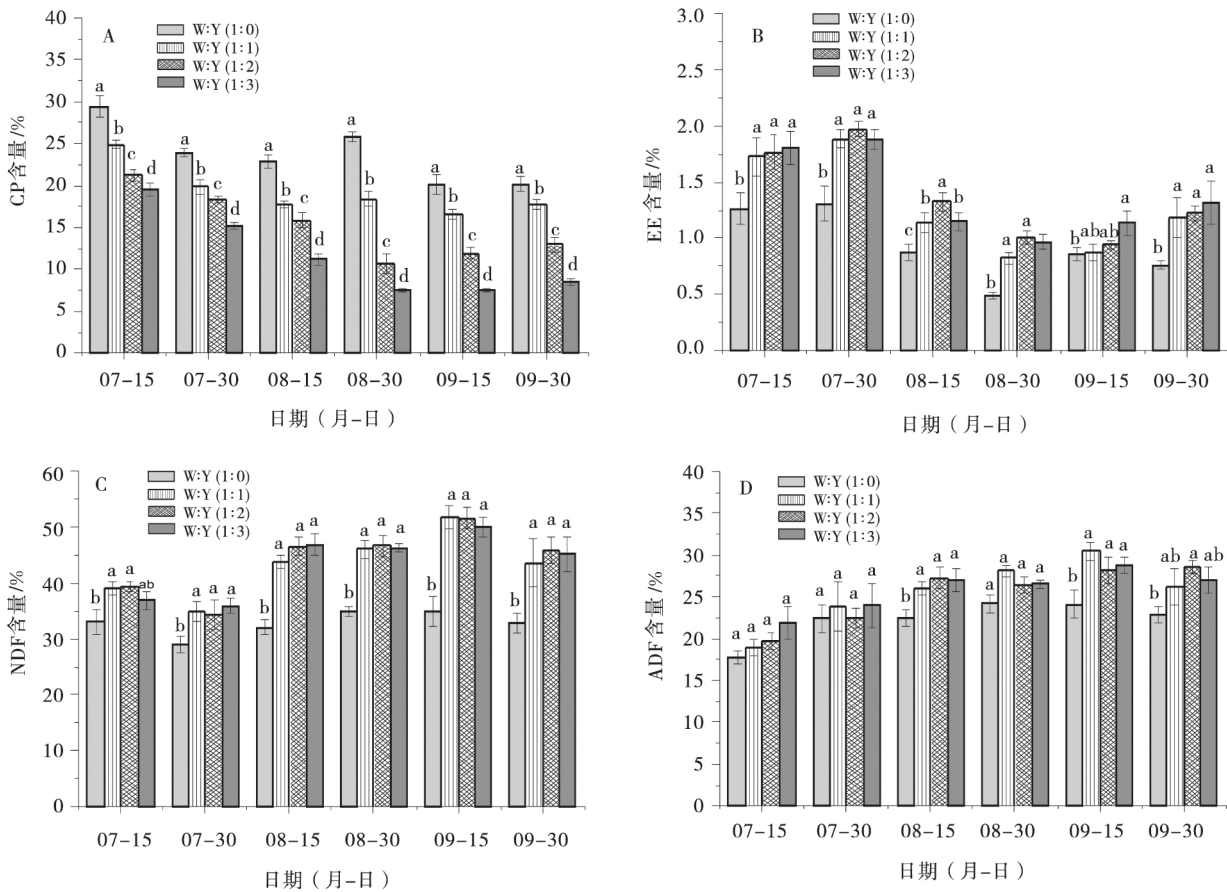 A
W:Y (1:0)
W:Y (1:1)
W:Y (1:2)
W:Y (1:3)
CP含量/%
40
35
30
25
20
15
10
5
0
a b c d
a b c d
a b c d
a b c d
a b c d
a b c d
07-15 07-30 08-15 08-30 09-15 09-30
日期（月-日）
B
W:Y (1:0)
W:Y (1:1)
W:Y (1:2)
W:Y (1:3)
EE 含量/%
3.0
2.5
2.0
1.5
1.0
0.5
0.0
b a a a
b a a a
c b a b
b a a a
b ab ab a
b a a a
07-15 07-30 08-15 08-30 09-15 09-30
日期（月-日）
C
W:Y (1:0)
W:Y (1:1)
W:Y (1:2)
W:Y (1:3)
NDF含量/%
60
50
40
30
20
10
0
b a a ab
b a a a
b a a a
b a a a
b a a a
b a a a
07-15 07-30 08-15 08-30 09-15 09-30
日期（月-日）
D
W:Y (1:0)
W:Y (1:1)
W:Y (1:2)
W:Y (1:3)
ADF 含量/%
40
35
30
25
20
15
10
5
0
a a a a
a a a a
b a a a
a a a a
b a a a
b ab a ab
07-15 07-30 08-15 08-30 09-15 09-30
日期（月-日）